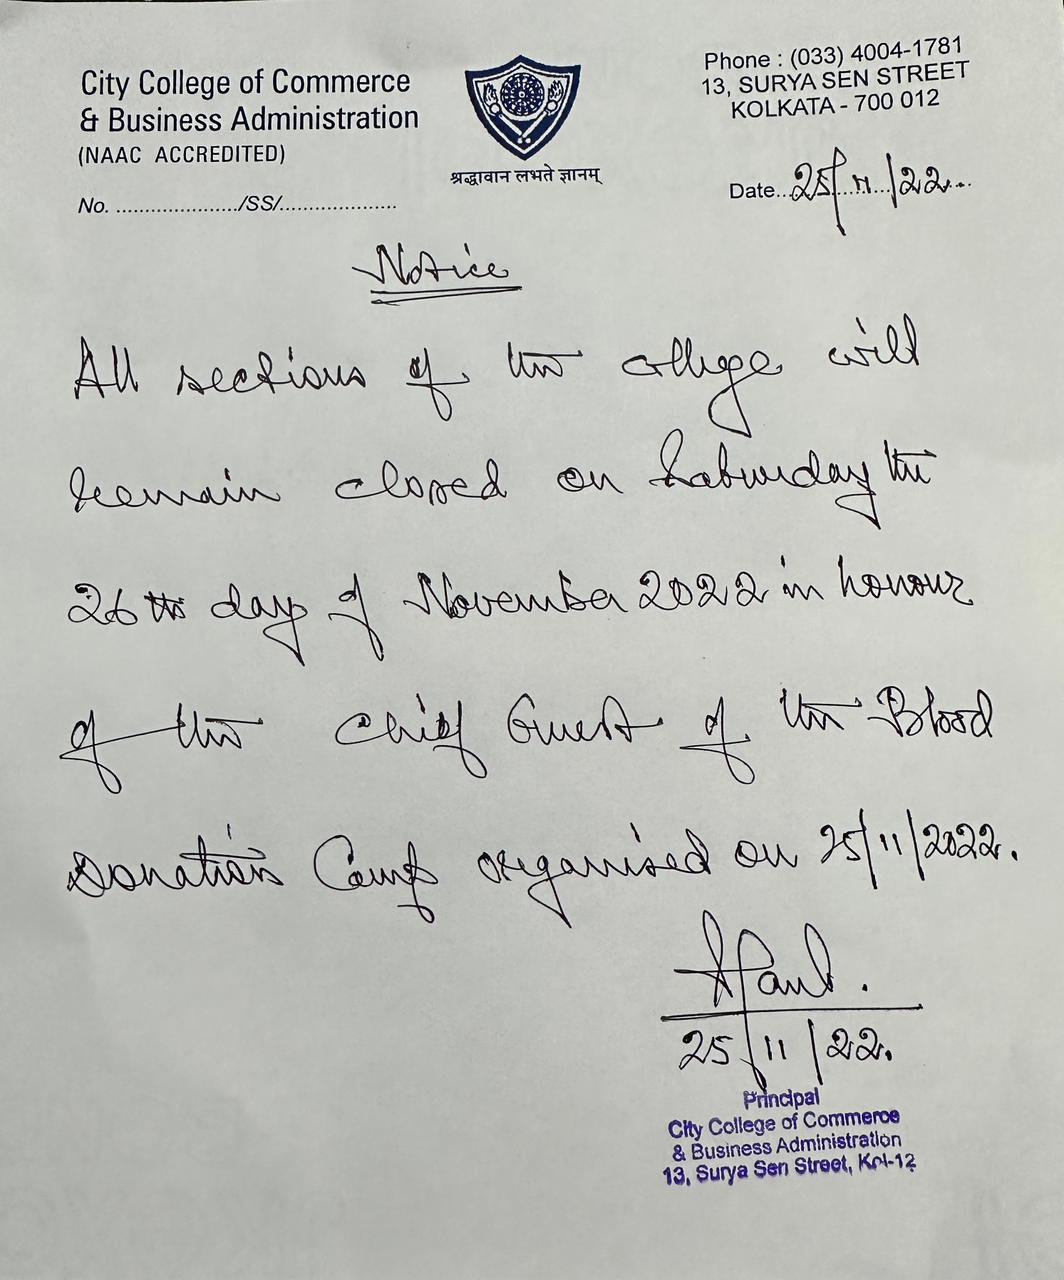 City College of Commerce
& Business Administration
(NAAC ACCREDITED)
No. ...................../SS/....................
श्रद्धावान लभते ज्ञानम्
Phone : (033) 4004-1781
13, SURYA SEN STREET
KOLKATA - 700 012
Date...25/11/22...
Notice
All sections of the college will
remain closed on Saturday the
26th day of November 2022 in honour
of the Chief Guest of the Blood
Donation Camp organised on 25/11/2022.
25/11/22.
Principal
City College of Commerce
& Business Administration
13, Surya Sen Street, Kol-12